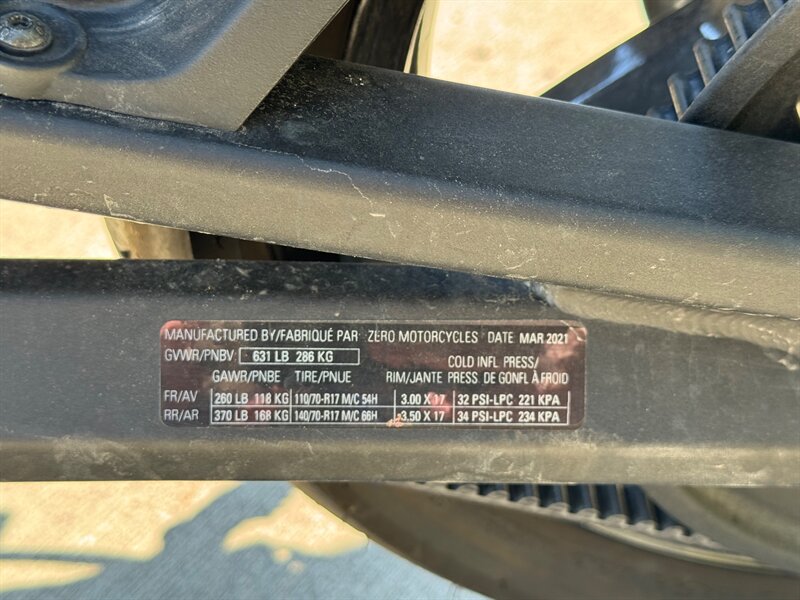 MANUFACTURED BY/FABRIQUÉ PAR ZERO MOTORCYCLES DATE MAR 2021
GVWR/PNBV: 631 LB 286 KG
COLD INFL PRESS/
GAWR/PNBE TIRE/PNUE RIM/JANTE PRESS. DE GONFL À FROID
FR/AV 260 LB 118 KG 110/70-R17 M/C 54H 3.00 X 17 32 PSI-LPC 221 KPA
RR/AR 370 LB 168 KG 140/70-R17 M/C 66H 3.50 X 17 34 PSI-LPC 234 KPA